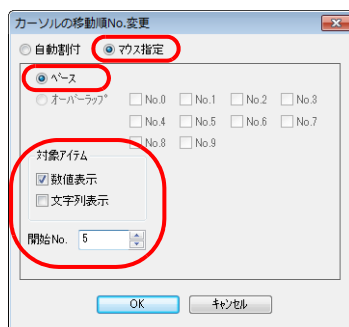 カーソルの移動順No.変更
自動割付 マウス指定
ベース
オーバーラップ No.0 No.1 No.2 No.3
No.4 No.5 No.6 No.7
No.8 No.9
対象アイテム
数値表示
文字列表示
開始No. 5
OK キャンセル